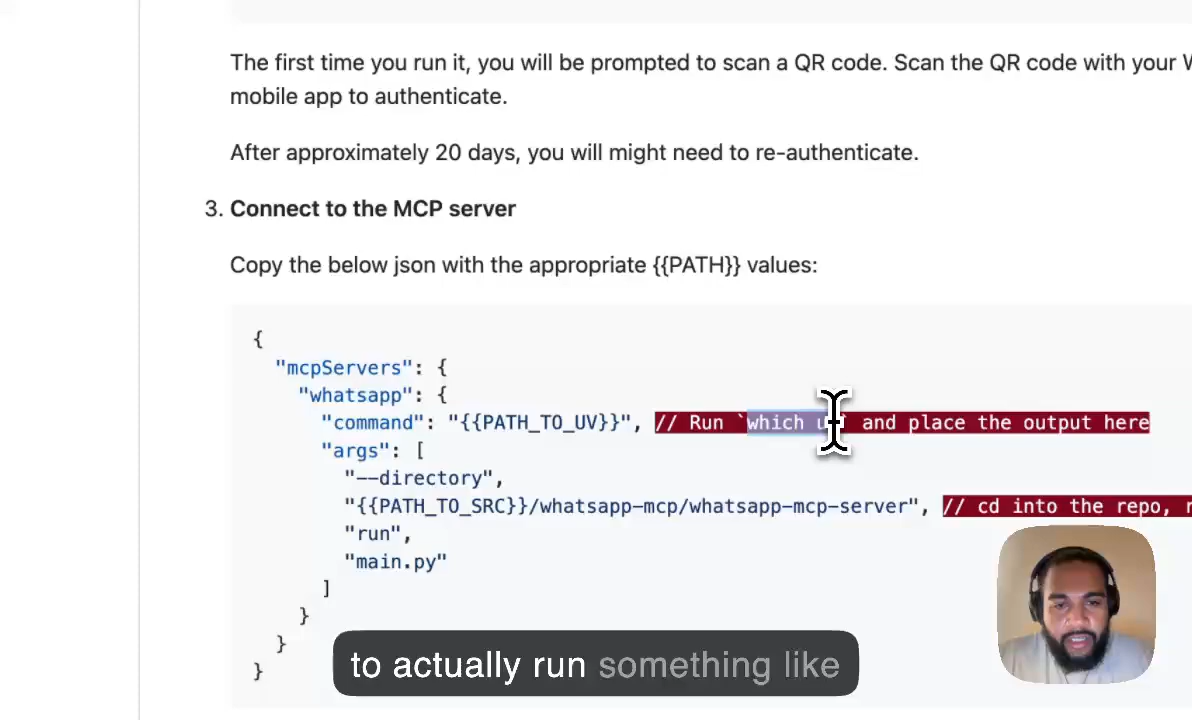 The first time you run it, you will be prompted to scan a QR code. Scan the QR code with your
mobile app to authenticate.
After approximately 20 days, you will might need to re-authenticate.
3. Connect to the MCP server
Copy the below json with the appropriate {{PATH}} values:
{
"mcpServers": {
"whatsapp": {
"command": "{{PATH_TO_UV}}", // Run `which uv` and place the output here
"args": [
"--directory",
"{{PATH_TO_SRC}}/whatsapp-mcp/whatsapp-mcp-server", // cd into the repo,
"run",
"main.py"
]
}
}
}
to actually run something like